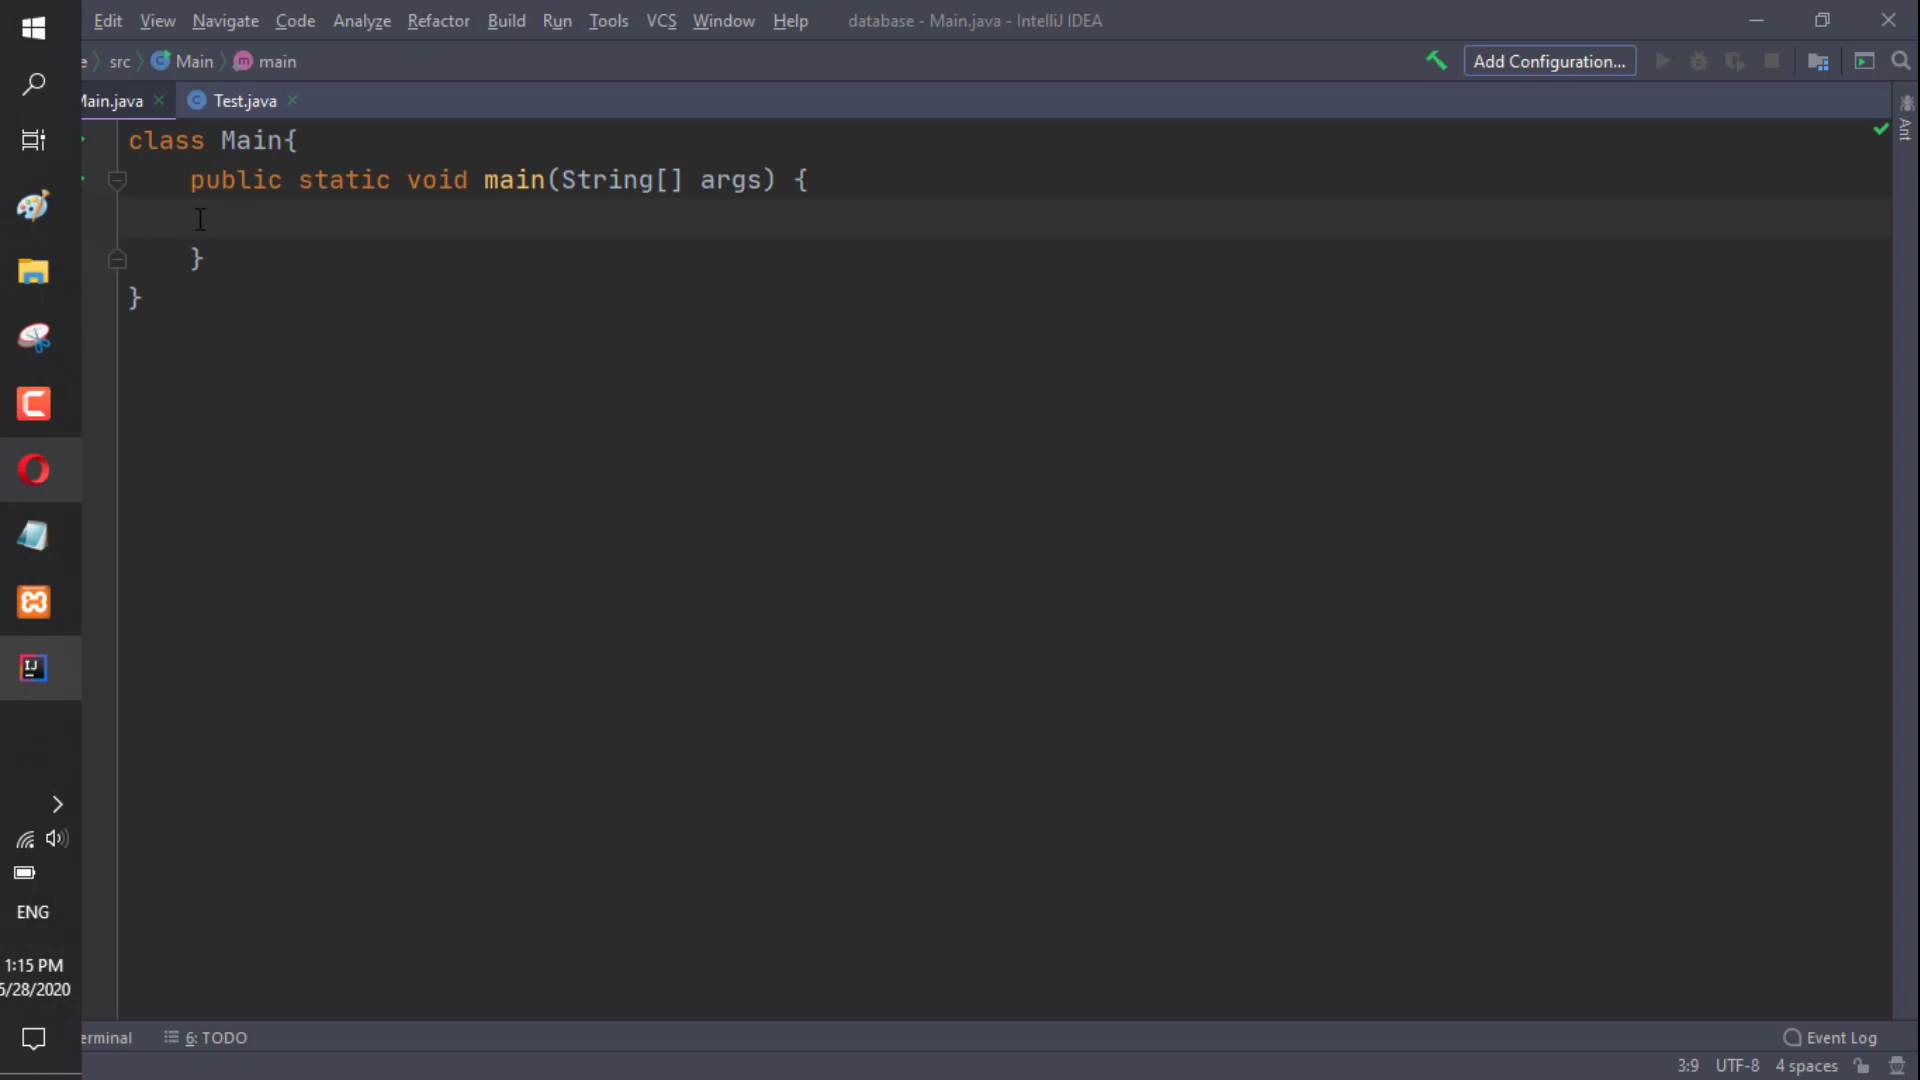 Edit View Navigate Code Analyze Refactor Build Run Tools VCS Window Help database - Main.java - IntelliJ IDEA
e src Main main Add Configuration...
Main.java Test.java
Ant
class Main{
public static void main(String[] args) {
}
}
ENG
1:15 PM
5/28/2020
erminal 6: TODO Event Log
3:9 UTF-8 4 spaces